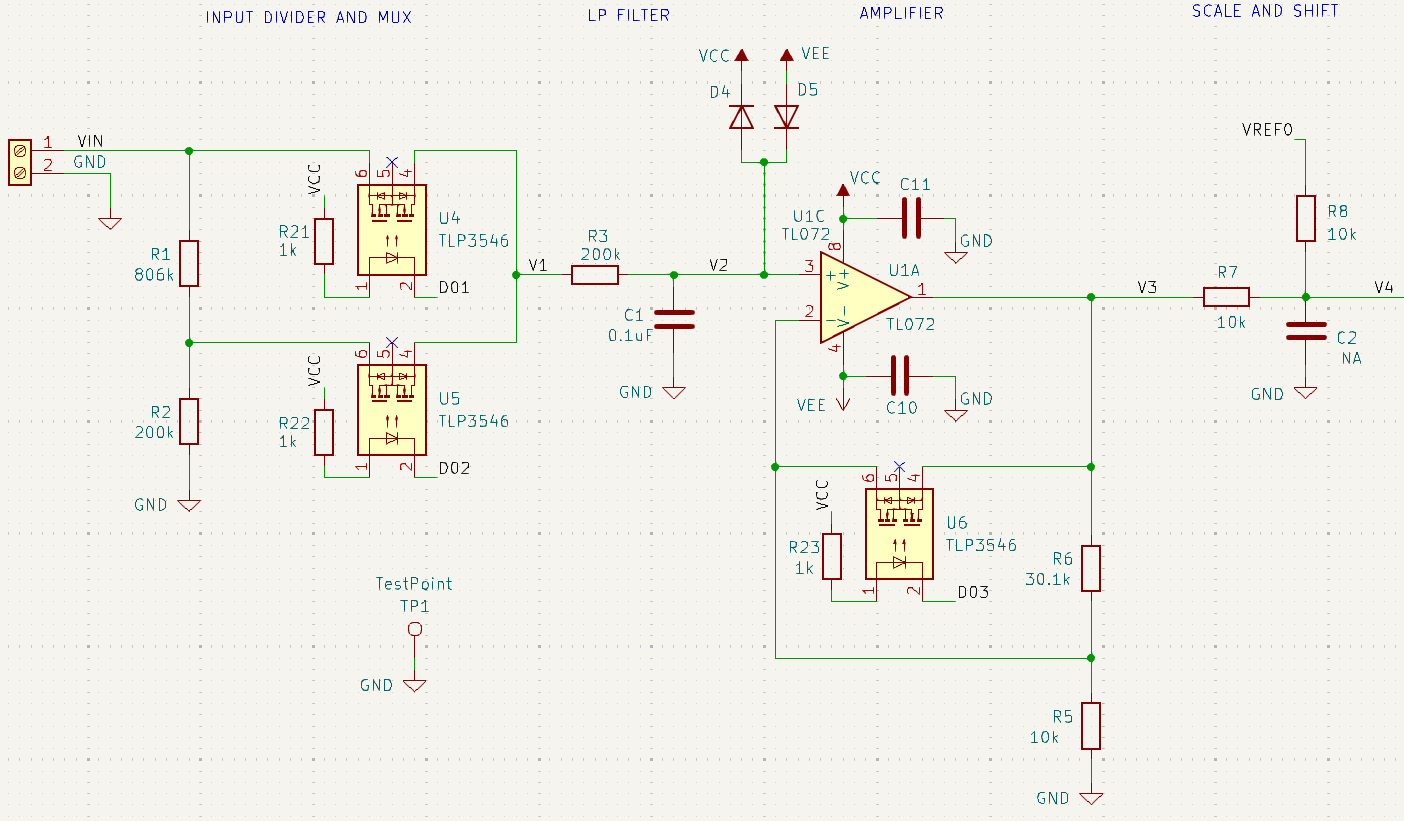 INPUT DIVIDER AND MUX
LP FILTER
AMPLIFIER
SCALE AND SHIFT
VCC
VEE
D4
D5
1
VIN
2
GND
VREF0
R8
10k
VCC
6
5
4
R21
1k
U4
TLP3546
1
2
DO1
R1
806k
V1
R3
200k
V2
VCC
C11
GND
U1C
TL072
8
3
+
V+
U1A
1
2
-
V-
TL072
4
C1
0.1uF
GND
VEE
C10
GND
V3
R7
10k
V4
C2
NA
GND
VCC
6
5
4
R22
1k
U5
TLP3546
1
2
DO2
R2
200k
GND
VCC
6
5
4
R23
1k
U6
TLP3546
1
2
DO3
R6
30.1k
TestPoint
TP1
GND
R5
10k
GND